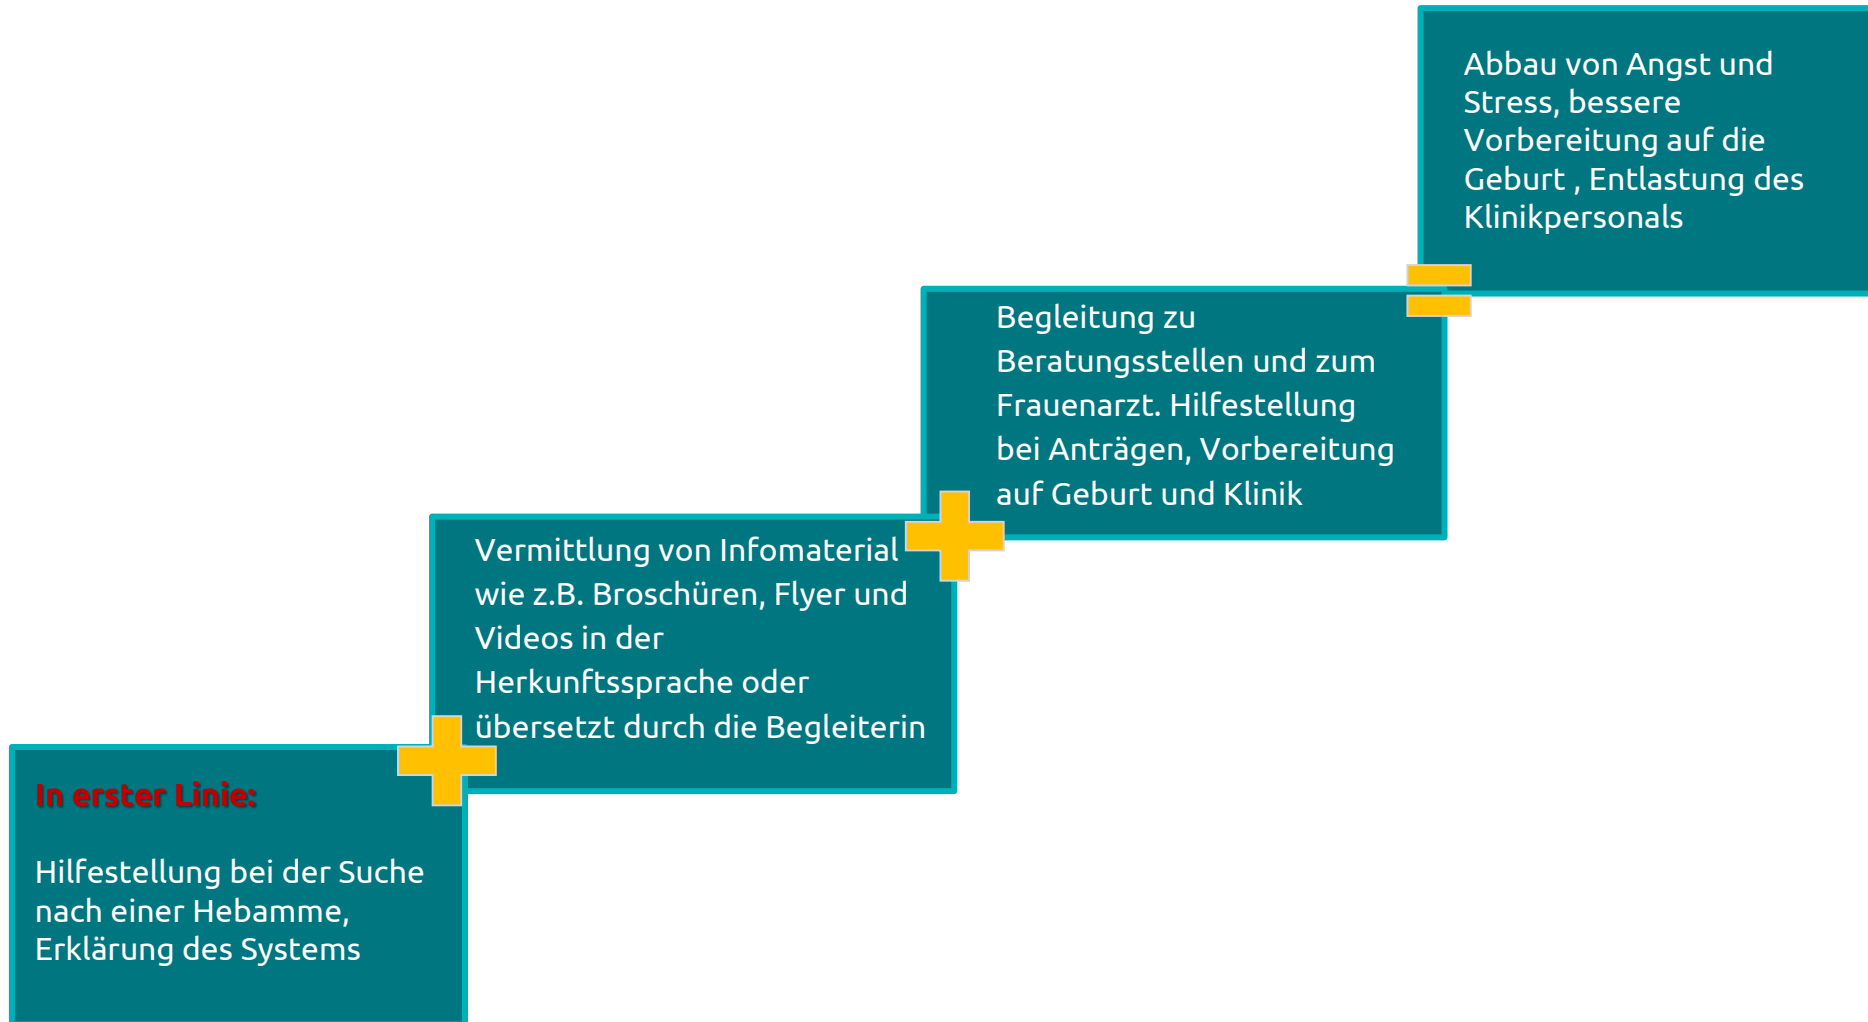 In erster Linie:
Hilfestellung bei der Suche
nach einer Hebamme,
Erklärung des Systems
Vermittlung von Infomaterial
wie z.B. Broschüren, Flyer und
Videos in der
Herkunftssprache oder
übersetzt durch die Begleiterin
Begleitung zu
Beratungsstellen und zum
Frauenarzt. Hilfestellung
bei Anträgen, Vorbereitung
auf Geburt und Klinik
Abbau von Angst und
Stress, bessere
Vorbereitung auf die
Geburt , Entlastung des
Klinikpersonals